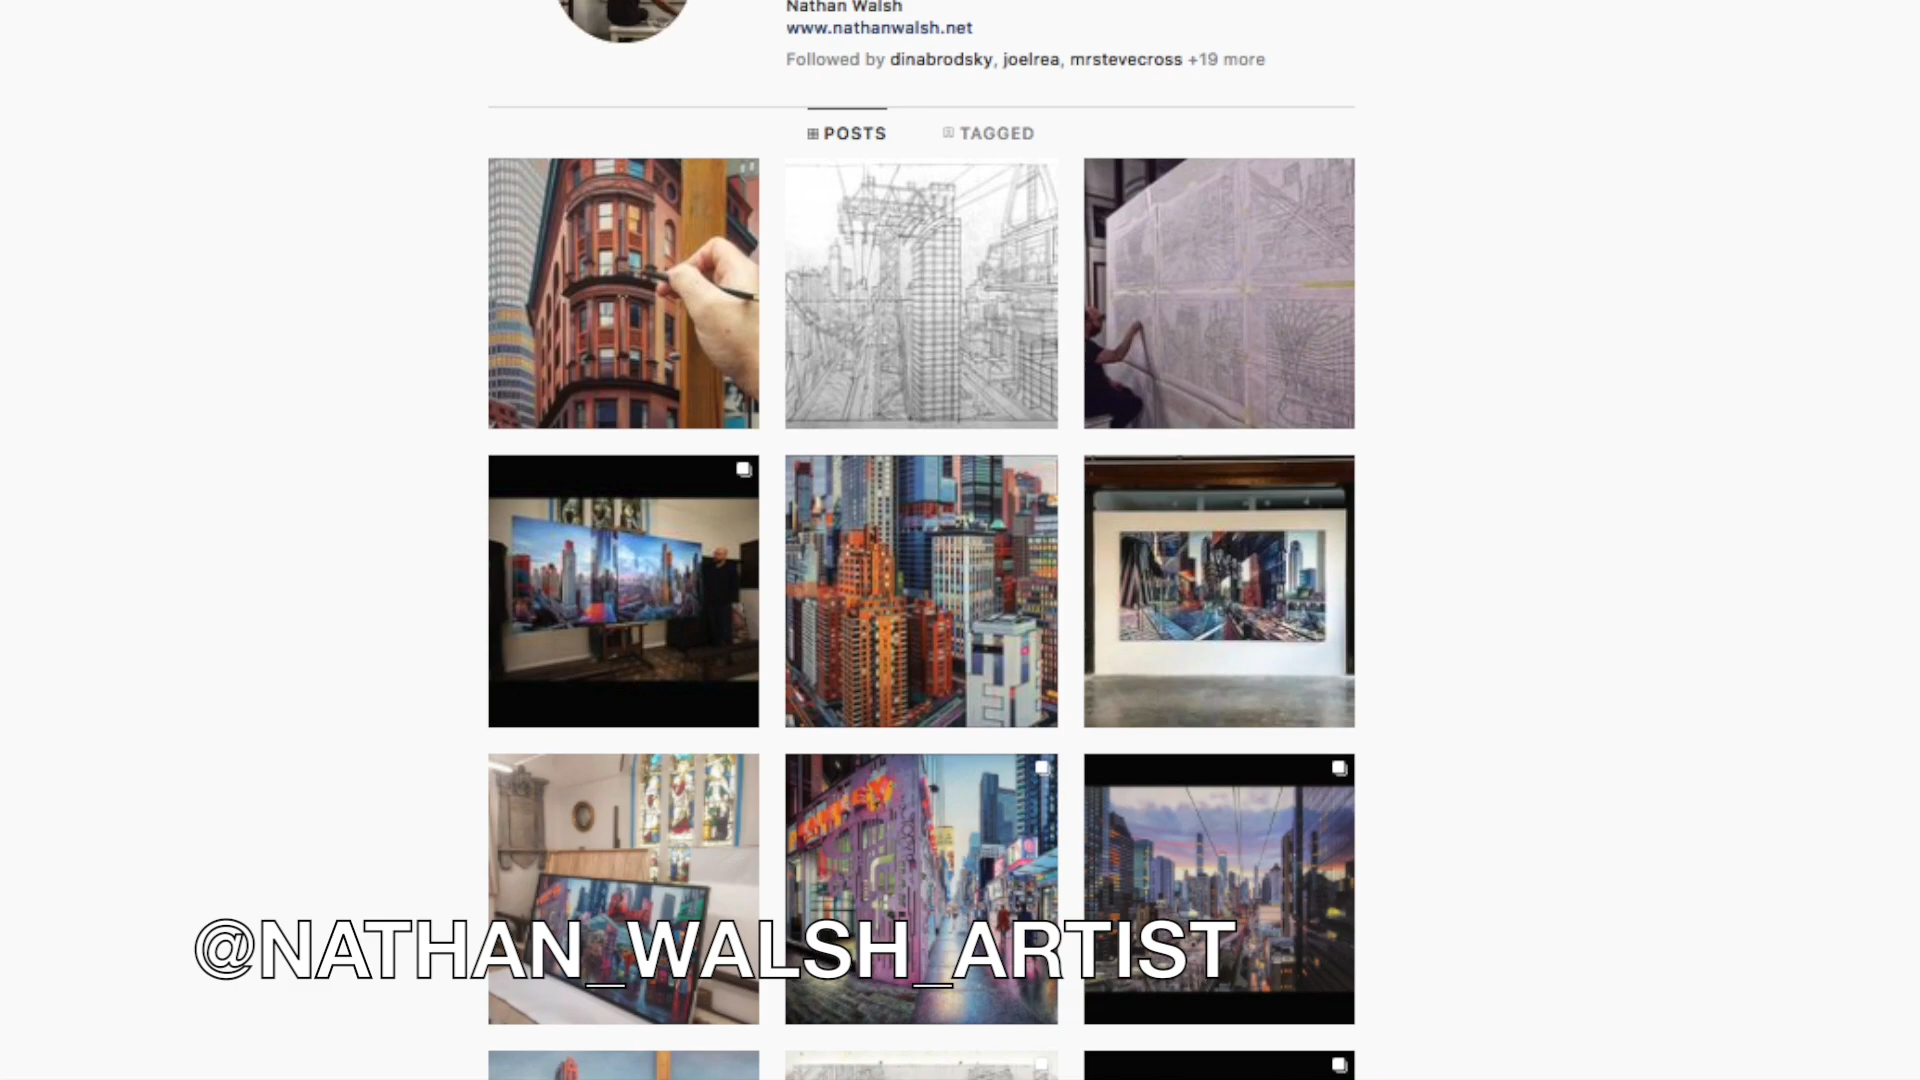 Nathan Walsh
www.nathanwalsh.net
Followed by dinabrodsky, joelrea, mrstevecross +19 more
POSTS
TAGGED
@NATHAN_WALSH_ARTIST